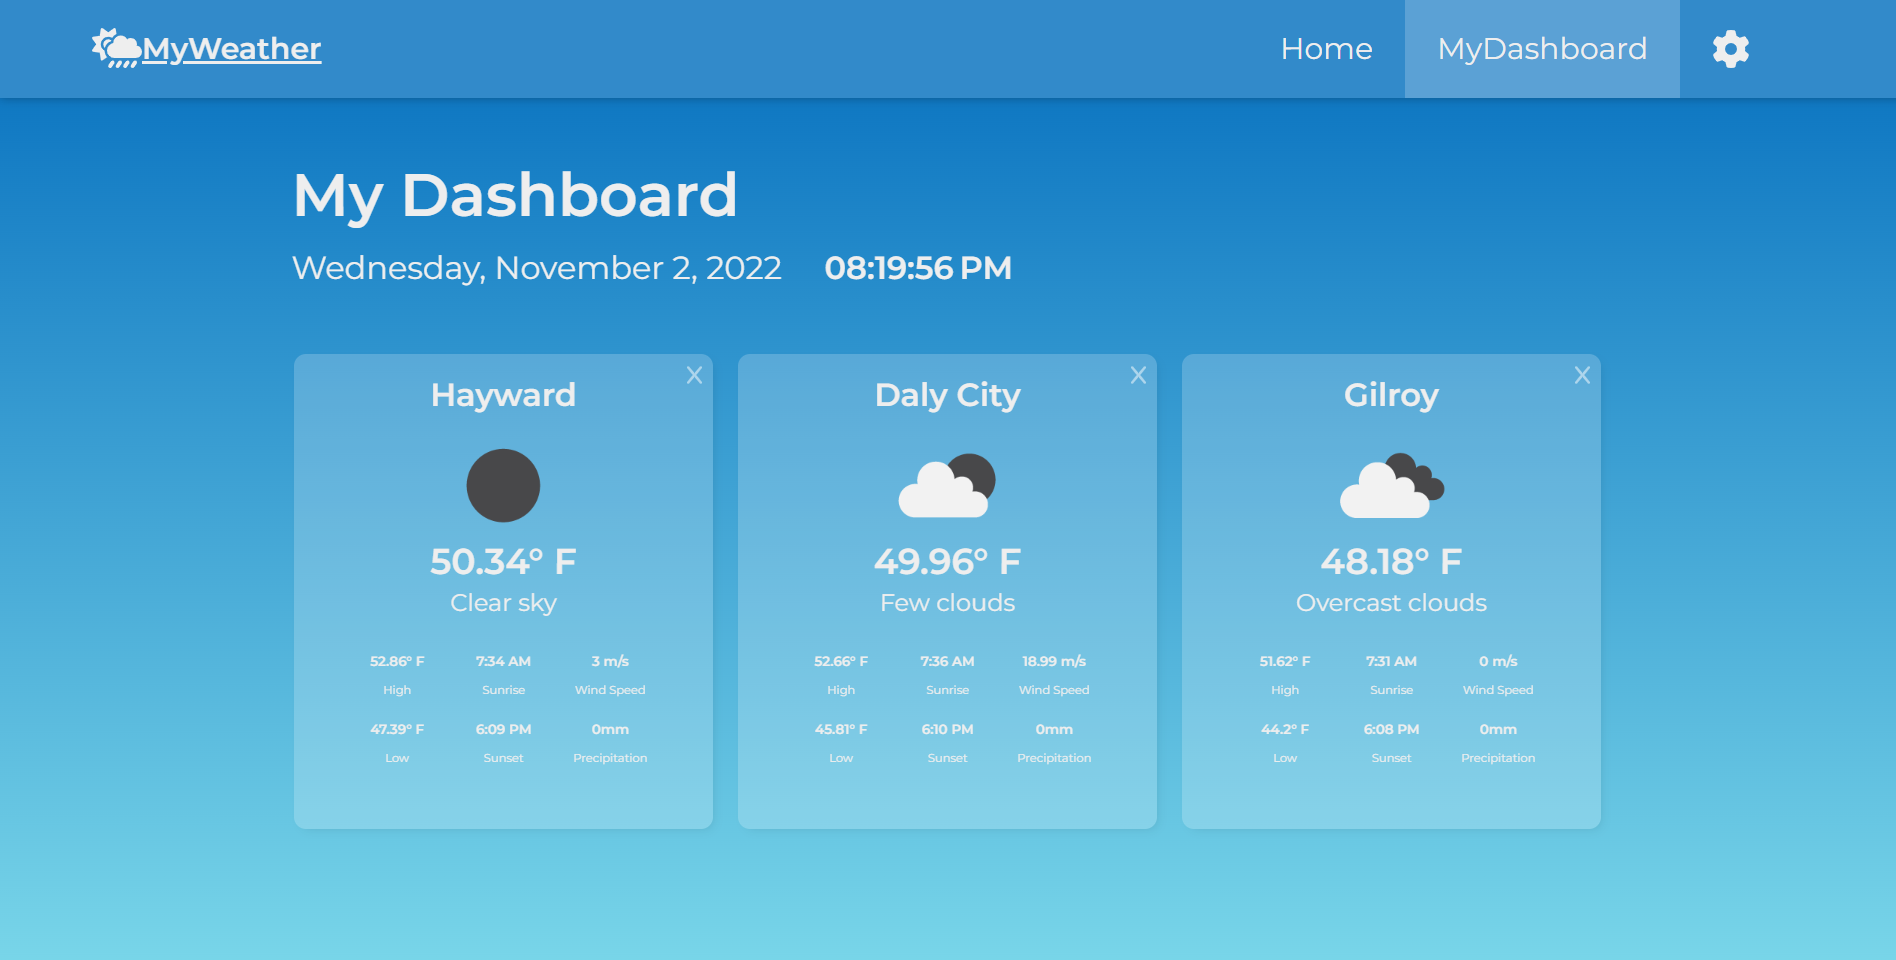 MyWeather
Home
MyDashboard
My Dashboard
Wednesday, November 2, 2022 08:19:56 PM
X
Hayward
50.34° F
Clear sky
52.86° F 7:34 AM 3 m/s
High Sunrise Wind Speed
47.39° F 6:09 PM 0mm
Low Sunset Precipitation
X
Daly City
49.96° F
Few clouds
52.66° F 7:36 AM 18.99 m/s
High Sunrise Wind Speed
45.81° F 6:10 PM 0mm
Low Sunset Precipitation
X
Gilroy
48.18° F
Overcast clouds
51.62° F 7:31 AM 0 m/s
High Sunrise Wind Speed
44.2° F 6:08 PM 0mm
Low Sunset Precipitation